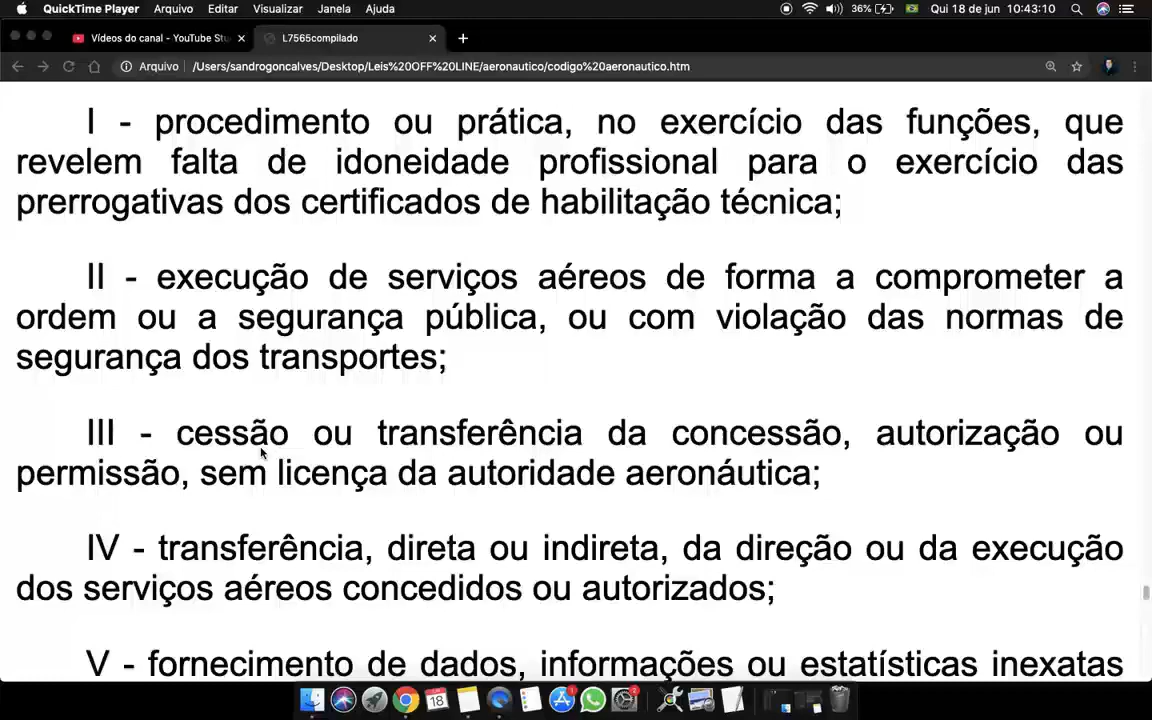 QuickTime Player Arquivo Editar Visualizar Janela Ajuda 36% Qui 18 de jun 10:43:10
Vídeos do canal - YouTube Stu L7565compilado
Arquivo /Users/sandrogoncalves/Desktop/Leis%20OFF%20LINE/aeronautico/codigo%20aeronautico.htm
I - procedimento ou prática, no exercício das funções, que
revelem falta de idoneidade profissional para o exercício das
prerrogativas dos certificados de habilitação técnica;
II - execução de serviços aéreos de forma a comprometer a
ordem ou a segurança pública, ou com violação das normas de
segurança dos transportes;
III - cessão ou transferência da concessão, autorização ou
permissão, sem licença da autoridade aeronáutica;
IV - transferência, direta ou indireta, da direção ou da execução
dos serviços aéreos concedidos ou autorizados;
V - fornecimento de dados, informações ou estatísticas inexatas
18